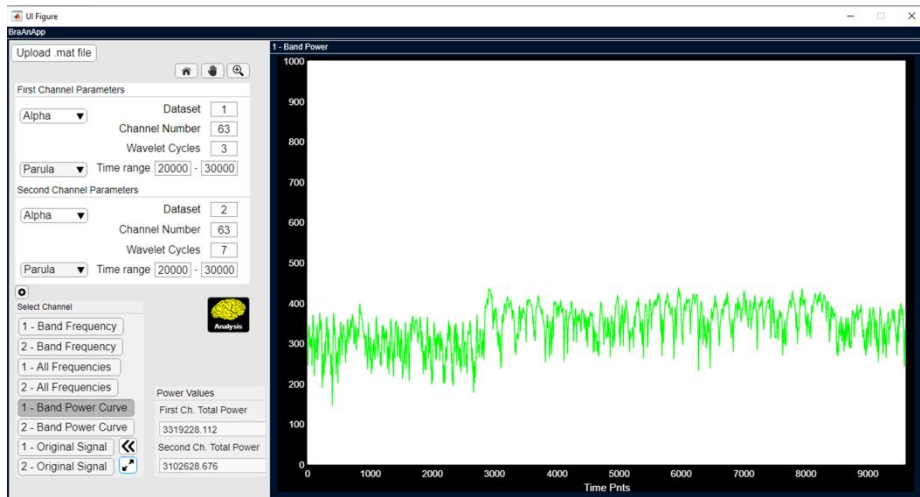 UI Figure
BraAnApp
Upload .mat file
First Channel Parameters
Alpha
Dataset 1
Channel Number 63
Wavelet Cycles 3
Parula Time range 20000 - 30000
Second Channel Parameters
Alpha
Dataset 2
Channel Number 63
Wavelet Cycles 7
Parula Time range 20000 - 30000
Select Channel
1 - Band Frequency
2 - Band Frequency
1 - All Frequencies
2 - All Frequencies
1 - Band Power Curve
2 - Band Power Curve
1 - Original Signal
2 - Original Signal
Analysis
Power Values
First Ch. Total Power
3319228.112
Second Ch. Total Power
3102628.676
1 - Band Power
1000
900
800
700
600
500
400
300
200
100
0
0 1000 2000 3000 4000 5000 6000 7000 8000 9000
Time Pnts